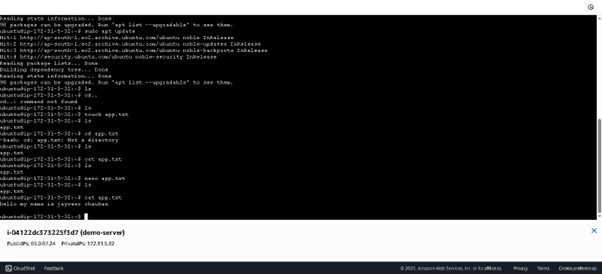 Reading state information... Done
98 packages can be upgraded. Run 'apt list --upgradable' to see them.
ubuntu@ip-172-31-5-32:~$ sudo apt update
Hit:1 http://ap-south-1.ec2.archive.ubuntu.com/ubuntu noble InRelease
Hit:2 http://ap-south-1.ec2.archive.ubuntu.com/ubuntu noble-updates InRelease
Hit:3 http://ap-south-1.ec2.archive.ubuntu.com/ubuntu noble-backports InRelease
Hit:4 http://security.ubuntu.com/ubuntu noble-security InRelease
Reading package lists... Done
Building dependency tree... Done
Reading state information... Done
98 packages can be upgraded. Run 'apt list --upgradable' to see them.
ubuntu@ip-172-31-5-32:~$ ls
ubuntu@ip-172-31-5-32:~$ cd..
cd..: command not found
ubuntu@ip-172-31-5-32:~$ ls
ubuntu@ip-172-31-5-32:~$ touch app.txt
ubuntu@ip-172-31-5-32:~$ ls
app.txt
ubuntu@ip-172-31-5-32:~$ cd app.txt
-bash: cd: app.txt: Not a directory
ubuntu@ip-172-31-5-32:~$ ls
app.txt
ubuntu@ip-172-31-5-32:~$ cat app.txt
ubuntu@ip-172-31-5-32:~$ ls
app.txt
ubuntu@ip-172-31-5-32:~$ nano app.txt
ubuntu@ip-172-31-5-32:~$ ls
app.txt
ubuntu@ip-172-31-5-32:~$ cat app.txt
hello my name is jayveer chauhan
ubuntu@ip-172-31-5-32:~$
i-04122dc373225f3d7 (demo-server)
PublicIPs: 65.0.37.24 PrivateIPs: 172.31.5.32
CloudShell Feedback © 2025, Amazon Web Services, Inc. or its affiliates. Privacy Terms Cookie preferences